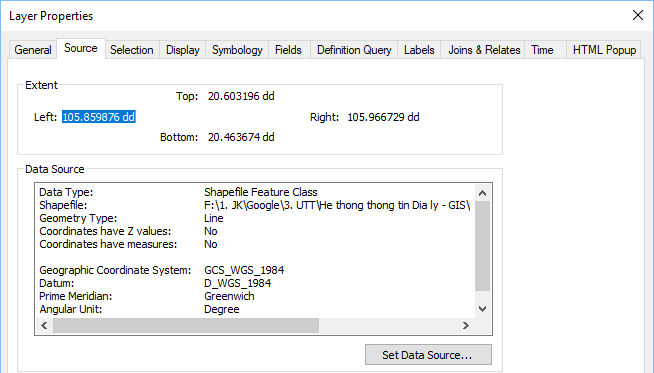 Layer Properties
General Source Selection Display Symbology Fields Definition Query Labels Joins & Relates Time HTML Popup
Extent
Top: 20.603196 dd
Left: 105.859876 dd Right: 105.966729 dd
Bottom: 20.463674 dd
Data Source
Data Type: Shapefile Feature Class
Shapefile: F:\1. JK\Google\3. UTT\He thong thong tin Dia ly - GIS\
Geometry Type: Line
Coordinates have Z values: No
Coordinates have measures: No
Geographic Coordinate System: GCS_WGS_1984
Datum: D_WGS_1984
Prime Meridian: Greenwich
Angular Unit: Degree
Set Data Source...